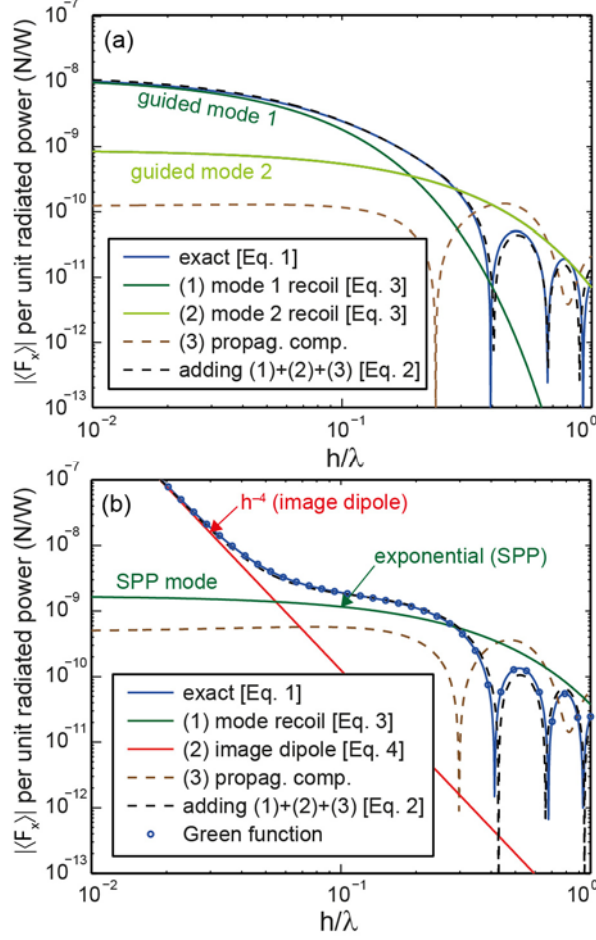 (a)
|⟨Fₓ⟩| per unit radiated power (N/W)
10⁻⁷
10⁻⁸
10⁻⁹
10⁻¹⁰
10⁻¹¹
10⁻¹²
10⁻¹³
guided mode 1
guided mode 2
exact [Eq. 1]
(1) mode 1 recoil [Eq. 3]
(2) mode 2 recoil [Eq. 3]
(3) propag. comp.
adding (1)+(2)+(3) [Eq. 2]
10⁻² 10⁻¹ 10⁰
h/λ
(b)
|⟨Fₓ⟩| per unit radiated power (N/W)
10⁻⁷
10⁻⁸
10⁻⁹
10⁻¹⁰
10⁻¹¹
10⁻¹²
10⁻¹³
h⁻⁴ (image dipole)
exponential (SPP)
SPP mode
exact [Eq. 1]
(1) mode recoil [Eq. 3]
(2) image dipole [Eq. 4]
(3) propag. comp.
adding (1)+(2)+(3) [Eq. 2]
Green function
10⁻² 10⁻¹ 10⁰
h/λ